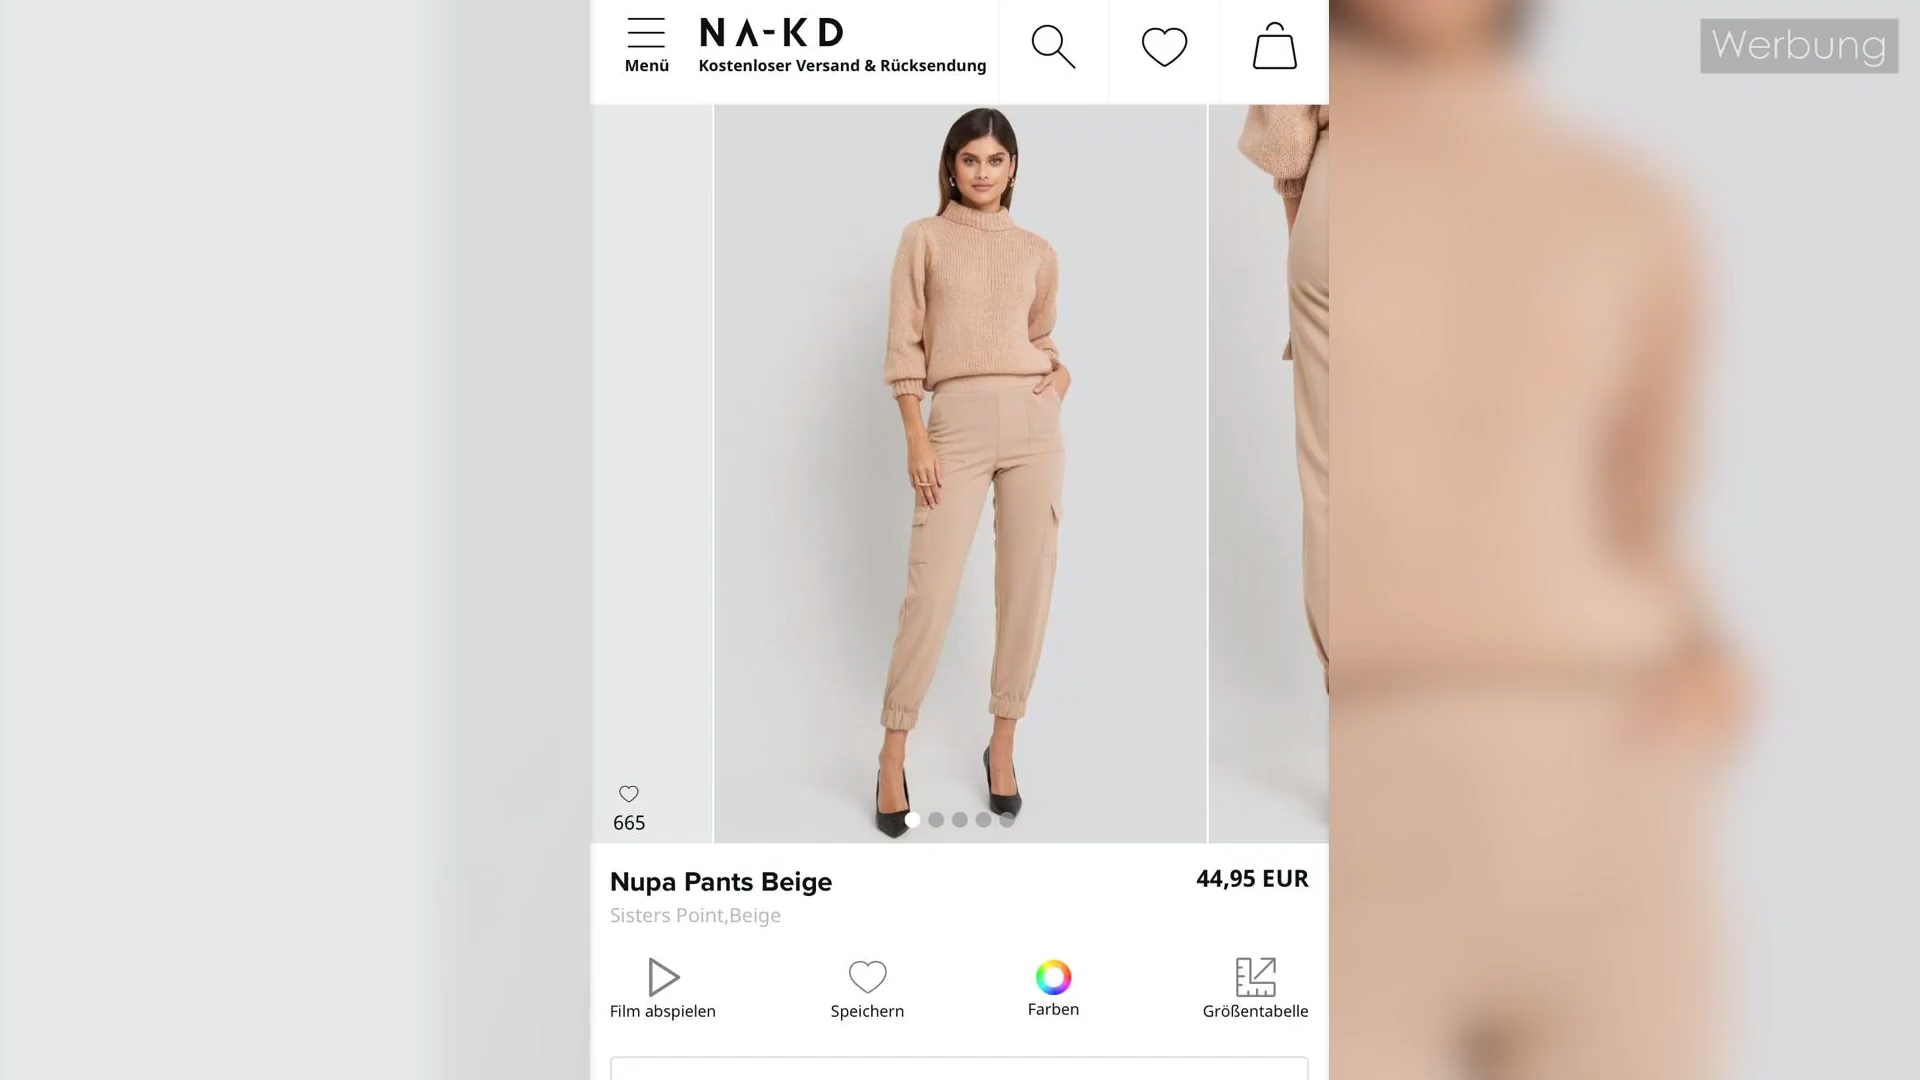 Werbung
NA-KD
Menü
Kostenloser Versand & Rücksendung
665
Nupa Pants Beige
44,95 EUR
Sisters Point,Beige
Film abspielen
Speichern
Farben
Größentabelle